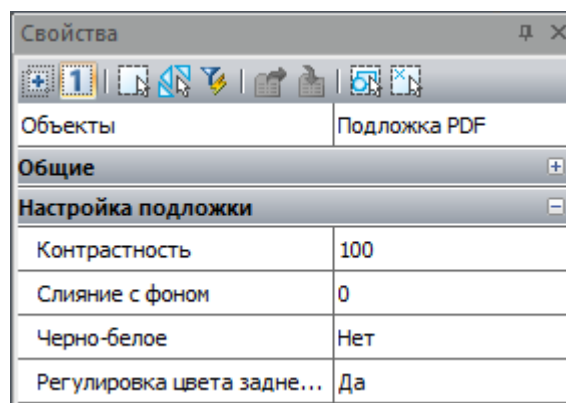 Свойства
1
Объекты Подложка PDF
Общие
Настройка подложки
Контрастность 100
Слияние с фоном 0
Черно-белое Нет
Регулировка цвета задне... Да